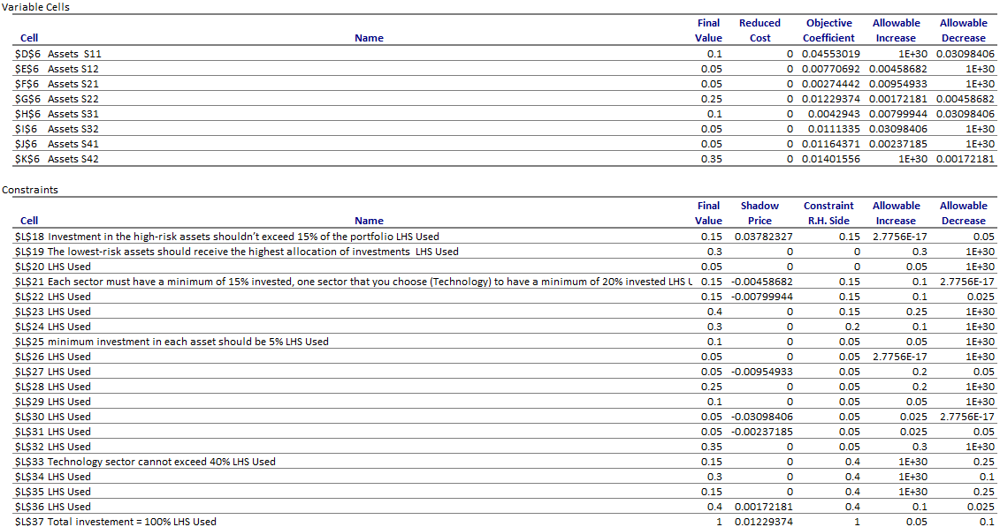 Variable Cells
Final Reduced Objective Allowable Allowable
Cell Name Value Cost Coefficient Increase Decrease
$D$6 Assets S11 0.1 0 0.04553019 1E+30 0.03098406
$E$6 Assets S12 0.05 0 0.00770692 0.00458682 1E+30
$F$6 Assets S21 0.05 0 0.00274442 0.00954933 1E+30
$G$6 Assets S22 0.25 0 0.01229374 0.00172181 0.00458682
$H$6 Assets S31 0.1 0 0.0042943 0.00799944 0.03098406
$I$6 Assets S32 0.05 0 0.0111335 0.03098406 1E+30
$J$6 Assets S41 0.05 0 0.01164371 0.00237185 1E+30
$K$6 Assets S42 0.35 0 0.01401556 1E+30 0.00172181
Constraints
Final Shadow Constraint Allowable Allowable
Cell Name Value Price R.H. Side Increase Decrease
$L$18 Investment in the high-risk assets shouldn't exceed 15% of the portfolio LHS Used 0.15 0.03782327 0.15 2.7756E-17 0.05
$L$19 The lowest-risk assets should receive the highest allocation of investments LHS Used 0.3 0 0 0.3 1E+30
$L$20 LHS Used 0.05 0 0 0.05 1E+30
$L$21 Each sector must have a minimum of 15% invested, one sector that you choose (Technology) to have a minimum of 20% invested LHS U 0.15 -0.00458682 0.15 0.1 2.7756E-17
$L$22 LHS Used 0.15 -0.00799944 0.15 0.1 0.025
$L$23 LHS Used 0.4 0 0.15 0.25 1E+30
$L$24 LHS Used 0.3 0 0.2 0.1 1E+30
$L$25 minimum investment in each asset should be 5% LHS Used 0.1 0 0.05 0.05 1E+30
$L$26 LHS Used 0.05 0 0.05 2.7756E-17 1E+30
$L$27 LHS Used 0.05 -0.00954933 0.05 0.2 0.05
$L$28 LHS Used 0.25 0 0.05 0.2 1E+30
$L$29 LHS Used 0.1 0 0.05 0.05 1E+30
$L$30 LHS Used 0.05 -0.03098406 0.05 0.025 2.7756E-17
$L$31 LHS Used 0.05 -0.00237185 0.05 0.025 0.05
$L$32 LHS Used 0.35 0 0.05 0.3 1E+30
$L$33 Technology sector cannot exceed 40% LHS Used 0.15 0 0.4 1E+30 0.25
$L$34 LHS Used 0.3 0 0.4 1E+30 0.1
$L$35 LHS Used 0.15 0 0.4 1E+30 0.25
$L$36 LHS Used 0.4 0.00172181 0.4 0.1 0.025
$L$37 Total investement = 100% LHS Used 1 0.01229374 1 0.05 0.1